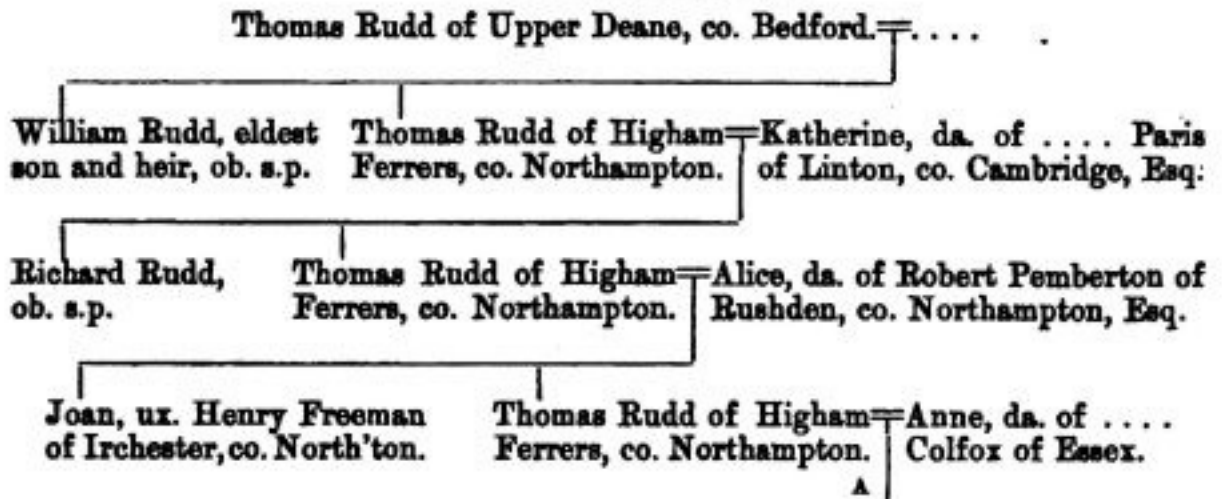 Thomas Rudd of Upper Deane, co. Bedford.=. . . .
William Rudd, eldest son and heir, ob. s.p.
Thomas Rudd of Higham=Katherine, da. of . . . . Paris
Ferrers, co. Northampton. of Linton, co. Cambridge, Esq.
Richard Rudd,
ob. s.p.
Thomas Rudd of Higham=Alice, da. of Robert Pemberton of
Ferrers, co. Northampton. Rushden, co. Northampton, Esq.
Joan, ux. Henry Freeman
of Irchester, co. North'ton.
Thomas Rudd of Higham=Anne, da. of . . . .
Ferrers, co. Northampton. Colfox of Essex.
A